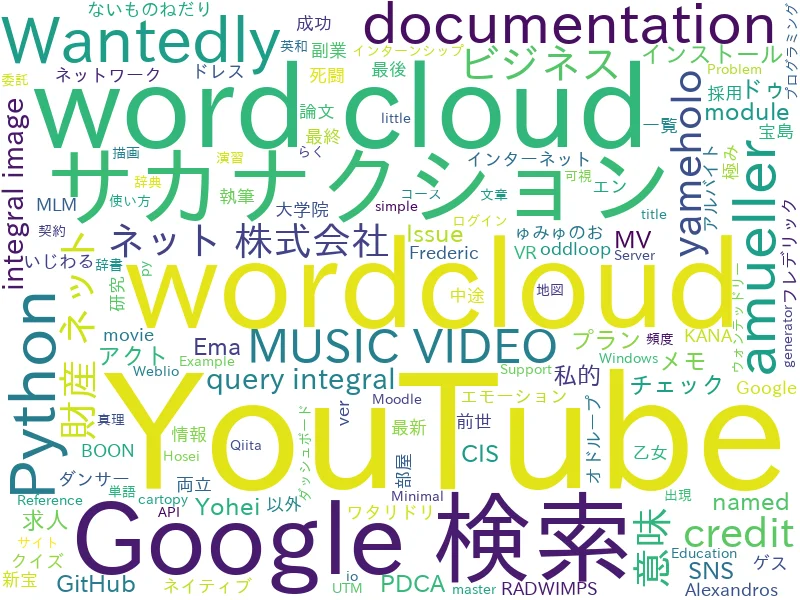 ないものねだり
成功
documentation
Wantedly
英和
副業
インターンシップ
ビジネス
インストール
委託
ネットワーク
ドレス
死闘
最後
Problem
プログラミング
word cloud
採用
ドゥ
論文
little
一覧
module
宝島
integral image
描画
最終
らく
yameholo
アルバイト
極み
サカナクション
演習
インターネット
辞典
執筆
コース
文章
エン
可視
MLM
使い方
大学院
simple
title
amuelller
フレデリック
契約
ネット 株式会社
Issue
ログイン
ゅみゅのお
MV
いじわる
辞書
Frederic
VR
oddloop
Server
財産 ネット
研究
py
wordcloud
中途
地図
ウォンテッドリー
generator
Python
movie
Ema
MUSIC VIDEO
プラン
頻度
KANA
アクト
Example
Windows
メモ
Weblio
query integral
Support
私的
チェック
Google
Moodle
エモーション
真理
YouTube
ver
前世
オドループ
情報
ダッシュボード
最新
BOON
Hosei
Qiita
CIS
乙女
部屋
ダンサー
両立
Minimal
Reference
単語
cartopy
Yohei
以外
ワタリドリ
出現
named
求人
API
Google 検索
意味
credit
サイト
クイズ
Education
ゲス
新宝
GitHub
ネイティブ
io
UTM
PDCA
master
RADWIMPS
SNS
Alexandros